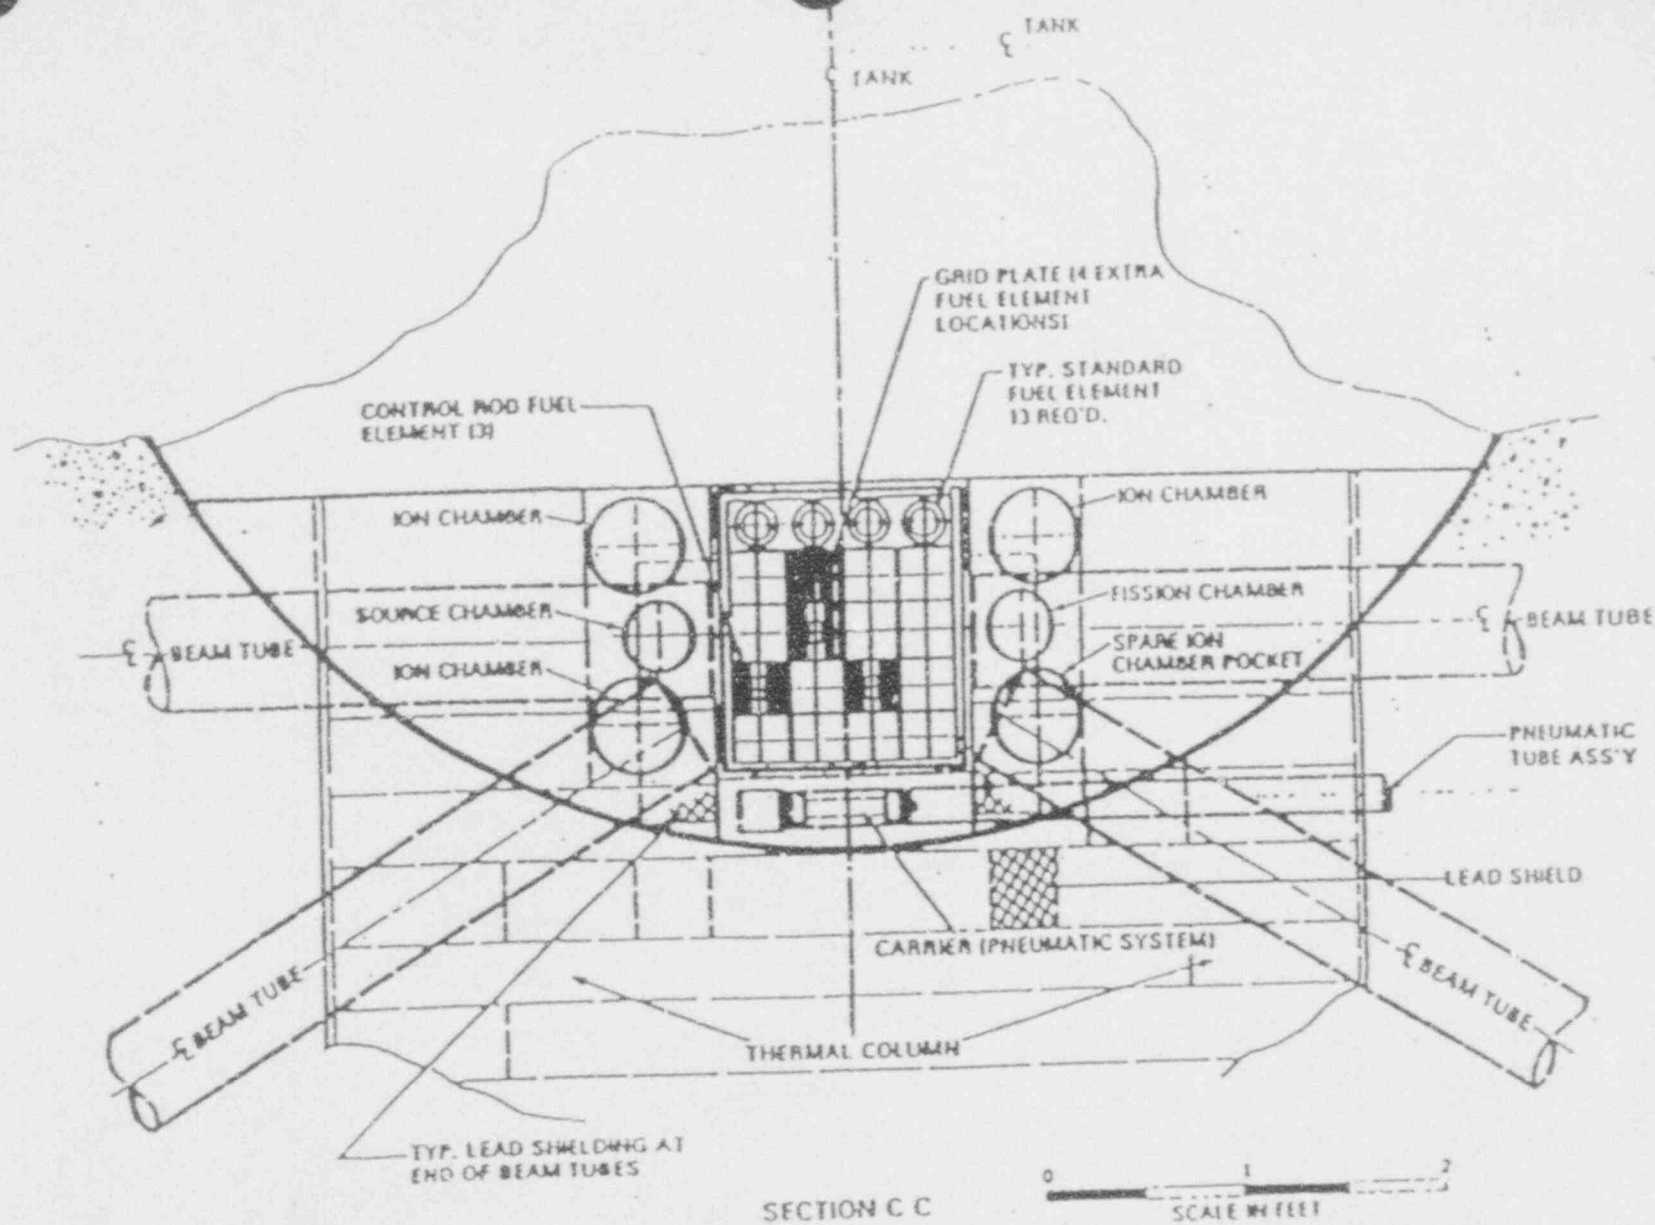 ℄ TANK
℄ TANK
GRID PLATE (4 EXTRA
FUEL ELEMENT
LOCATIONS)
TYP. STANDARD
FUEL ELEMENT
13 REQ'D.
CONTROL ROD FUEL
ELEMENT (3)
ION CHAMBER
ION CHAMBER
SOURCE CHAMBER
FISSION CHAMBER
℄ BEAM TUBE
℄ BEAM TUBE
ION CHAMBER
SPARE ION
CHAMBER POCKET
PNEUMATIC
TUBE ASS'Y
LEAD SHIELD
CARRIER (PNEUMATIC SYSTEM)
℄ BEAM TUBE
℄ BEAM TUBE
THERMAL COLUMN
TYP. LEAD SHIELDING AT
END OF BEAM TUBES
0 1 2
SCALE IN FEET
SECTION C C